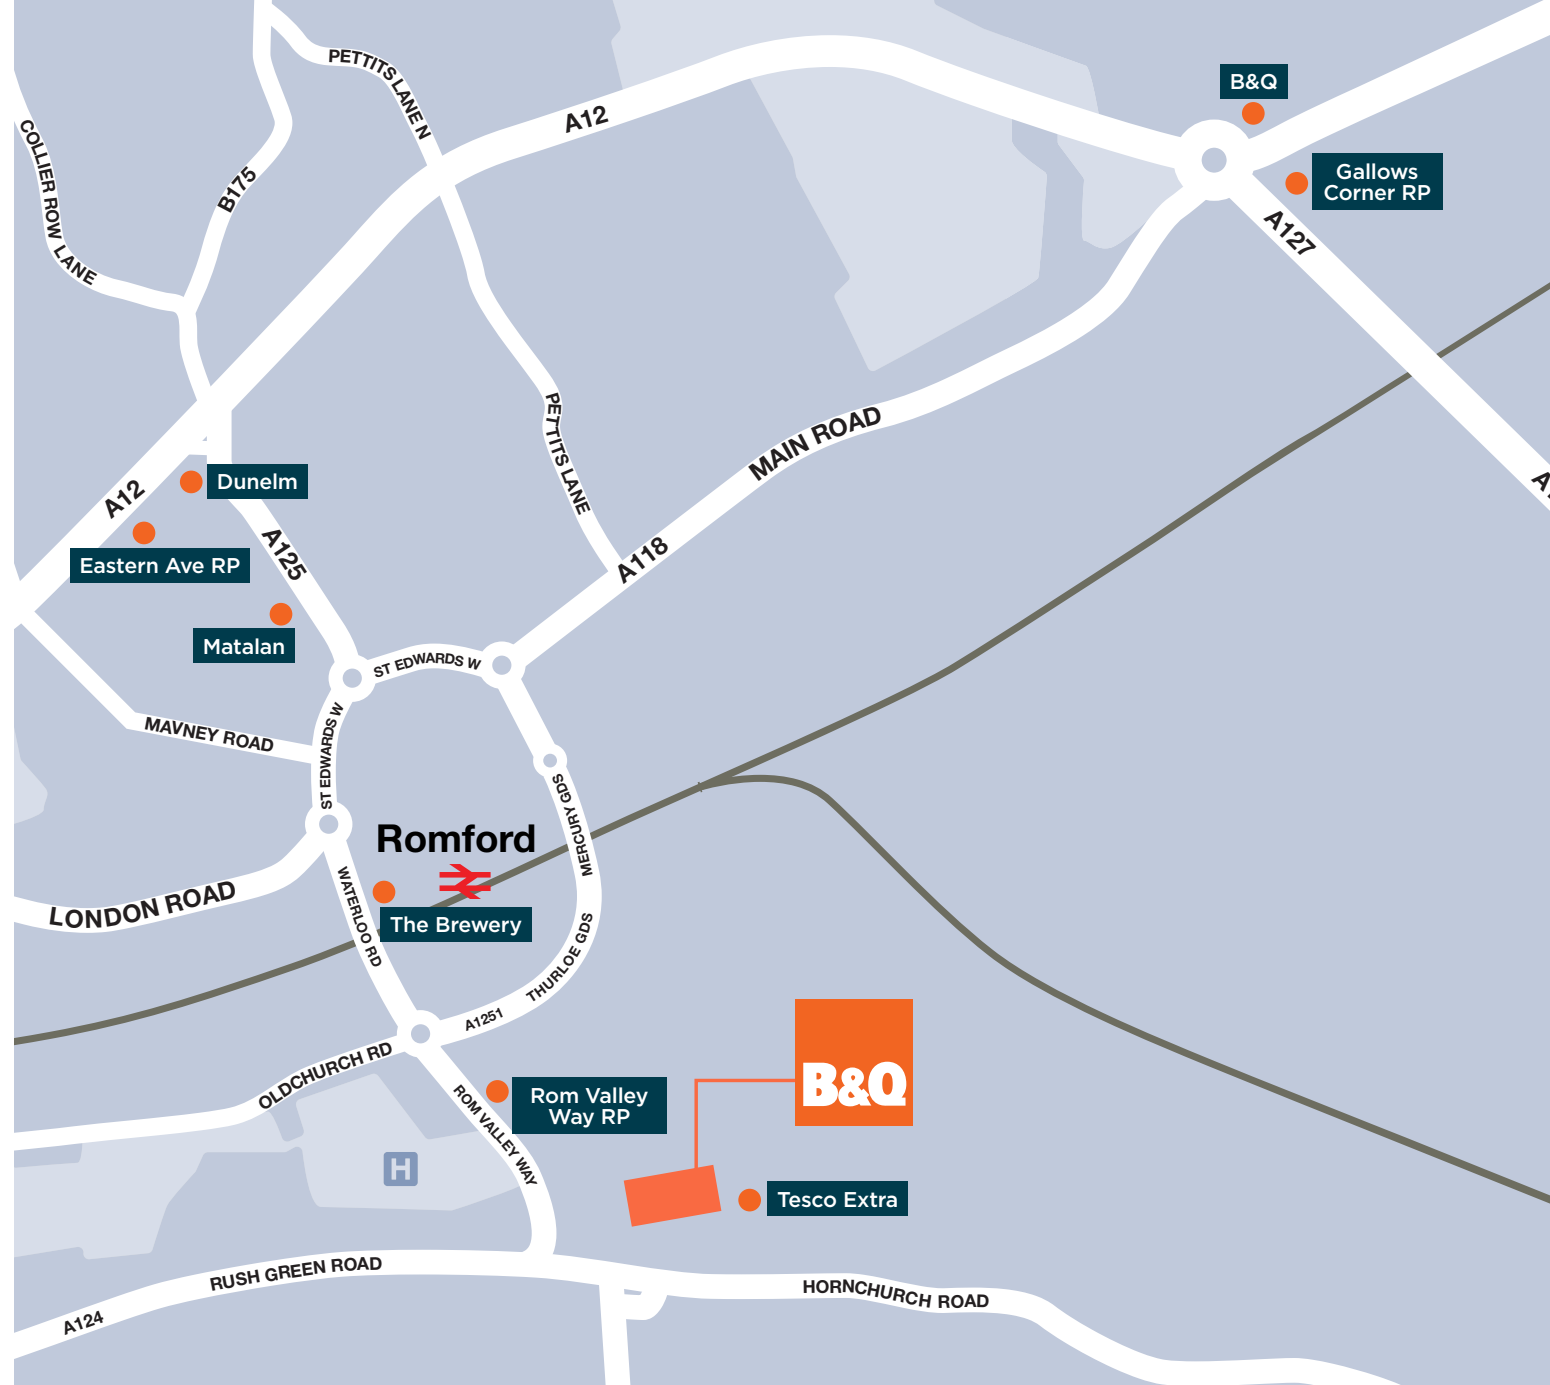 PETTITS LANE N
B&Q
A12
COLLIER ROW LANE
B175
Gallows
Corner RP
A127
PETTITS LANE
MAIN ROAD
Dunelm
A12
A125
A118
Eastern Ave RP
Matalan
ST EDWARDS W
MAVNEY ROAD
ST EDWARDS W
MERCURY GDS
Romford
LONDON ROAD
WATERLOO RD
The Brewery
THURLOE GDS
A1251
OLDCHURCH RD
B&Q
ROM VALLEY WAY
Rom Valley
Way RP
H
Tesco Extra
RUSH GREEN ROAD
HORNCHURCH ROAD
A124